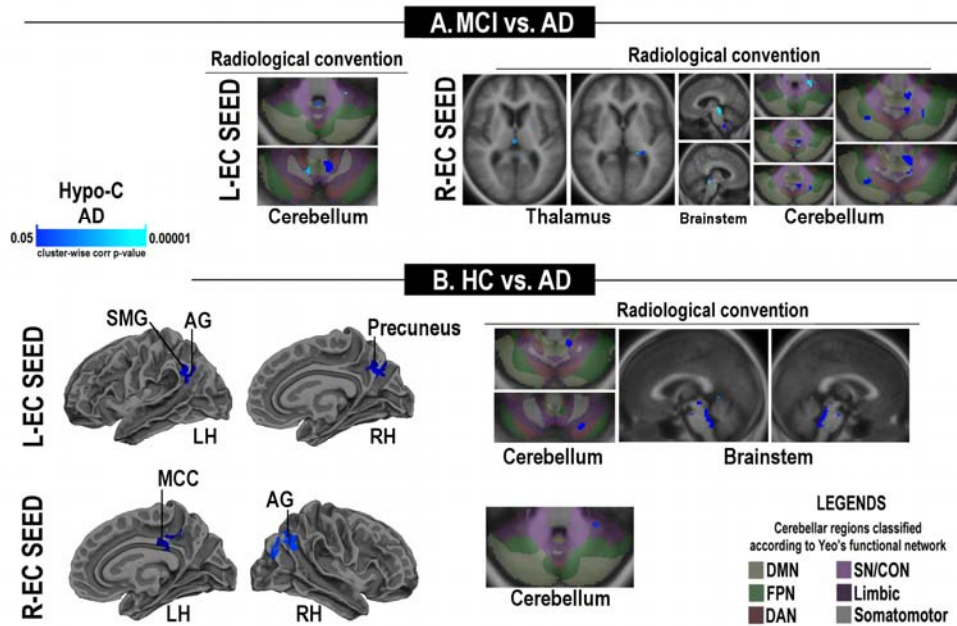 A. MCI vs. AD
Radiological convention
Radiological convention
L-EC SEED
R-EC SEED
Cerebellum
Thalamus
Brainstem
Cerebellum
Hypo-C
AD
0.05
0.00001
cluster-wise corr p-value
B. HC vs. AD
L-EC SEED
SMG
AG
Precuneus
LH
RH
Radiological convention
Cerebellum
Brainstem
R-EC SEED
MCC
AG
LH
RH
Cerebellum
LEGENDS
Cerebellar regions classified
according to Yeo's functional network
DMN
SN/CON
FPN
Limbic
DAN
Somatomotor